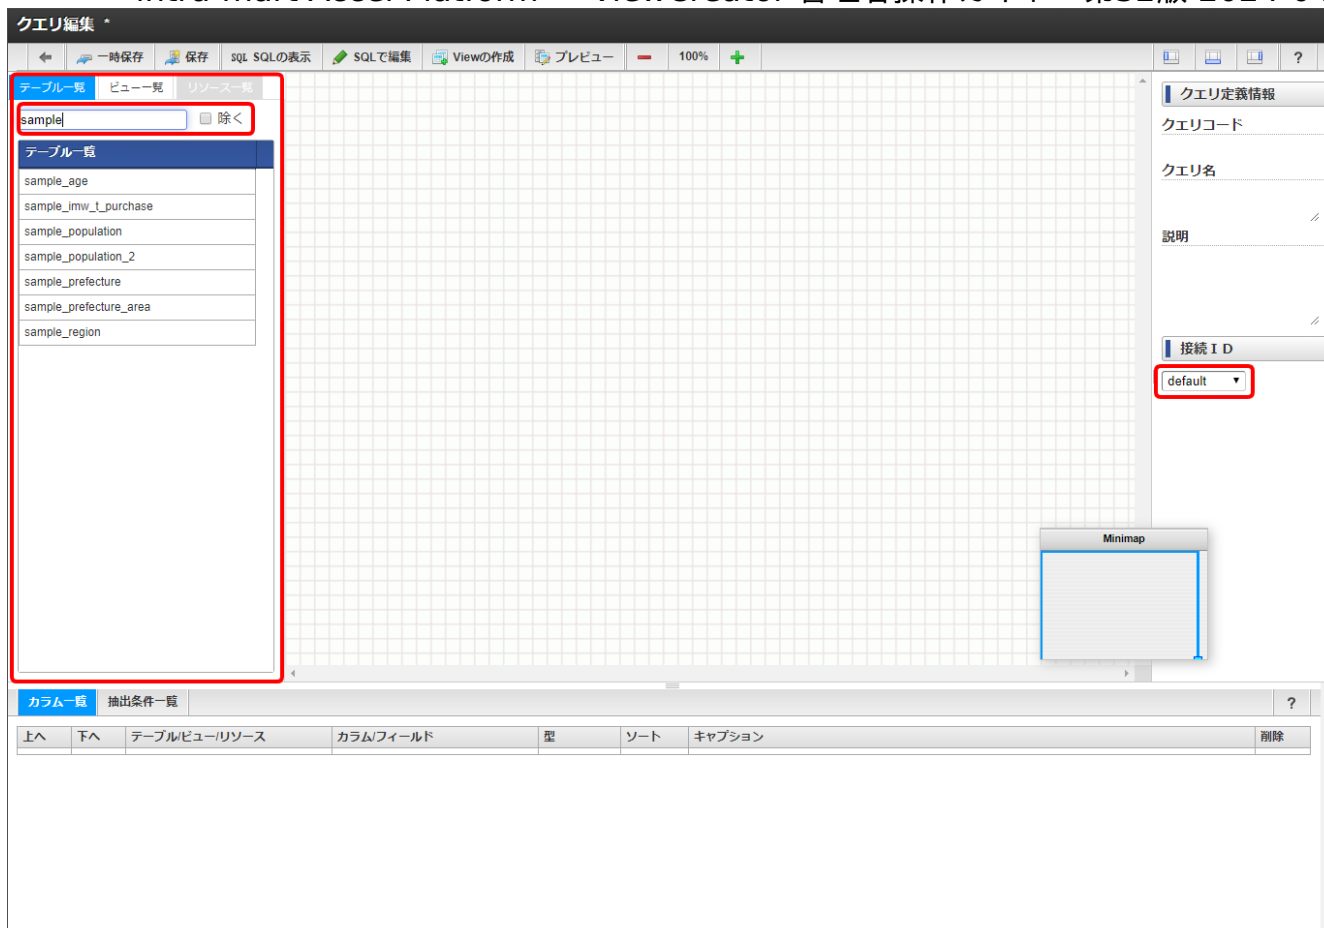 クエリ編集 *
一時保存 保存 SQL SQLの表示 SQLで編集 Viewの作成 プレビュー 100% ?
テーブル一覧 ビュー一覧 リソース一覧
sample 除く
テーブル一覧
sample_age
sample_imw_t_purchase
sample_population
sample_population_2
sample_prefecture
sample_prefecture_area
sample_region
クエリ定義情報
クエリコード
クエリ名
説明
接続ID
default
Minimap
カラム一覧 抽出条件一覧 ?
上へ 下へ テーブル/ビュー/リソース カラム/フィールド 型 ソート キャプション 削除